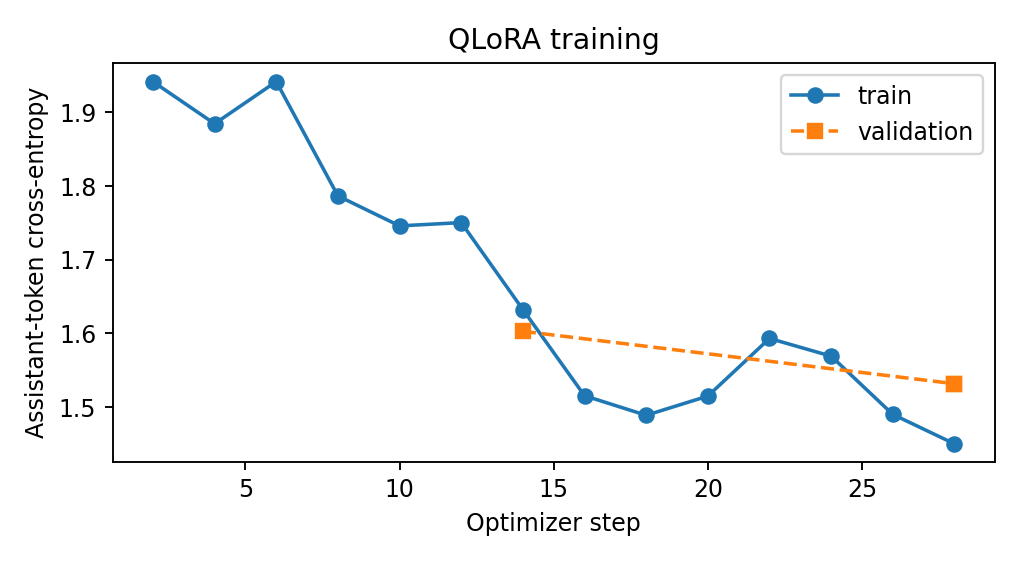 QLoRA training
Assistant-token cross-entropy
1.9
1.8
1.7
1.6
1.5
train
validation
5 10 15 20 25
Optimizer step